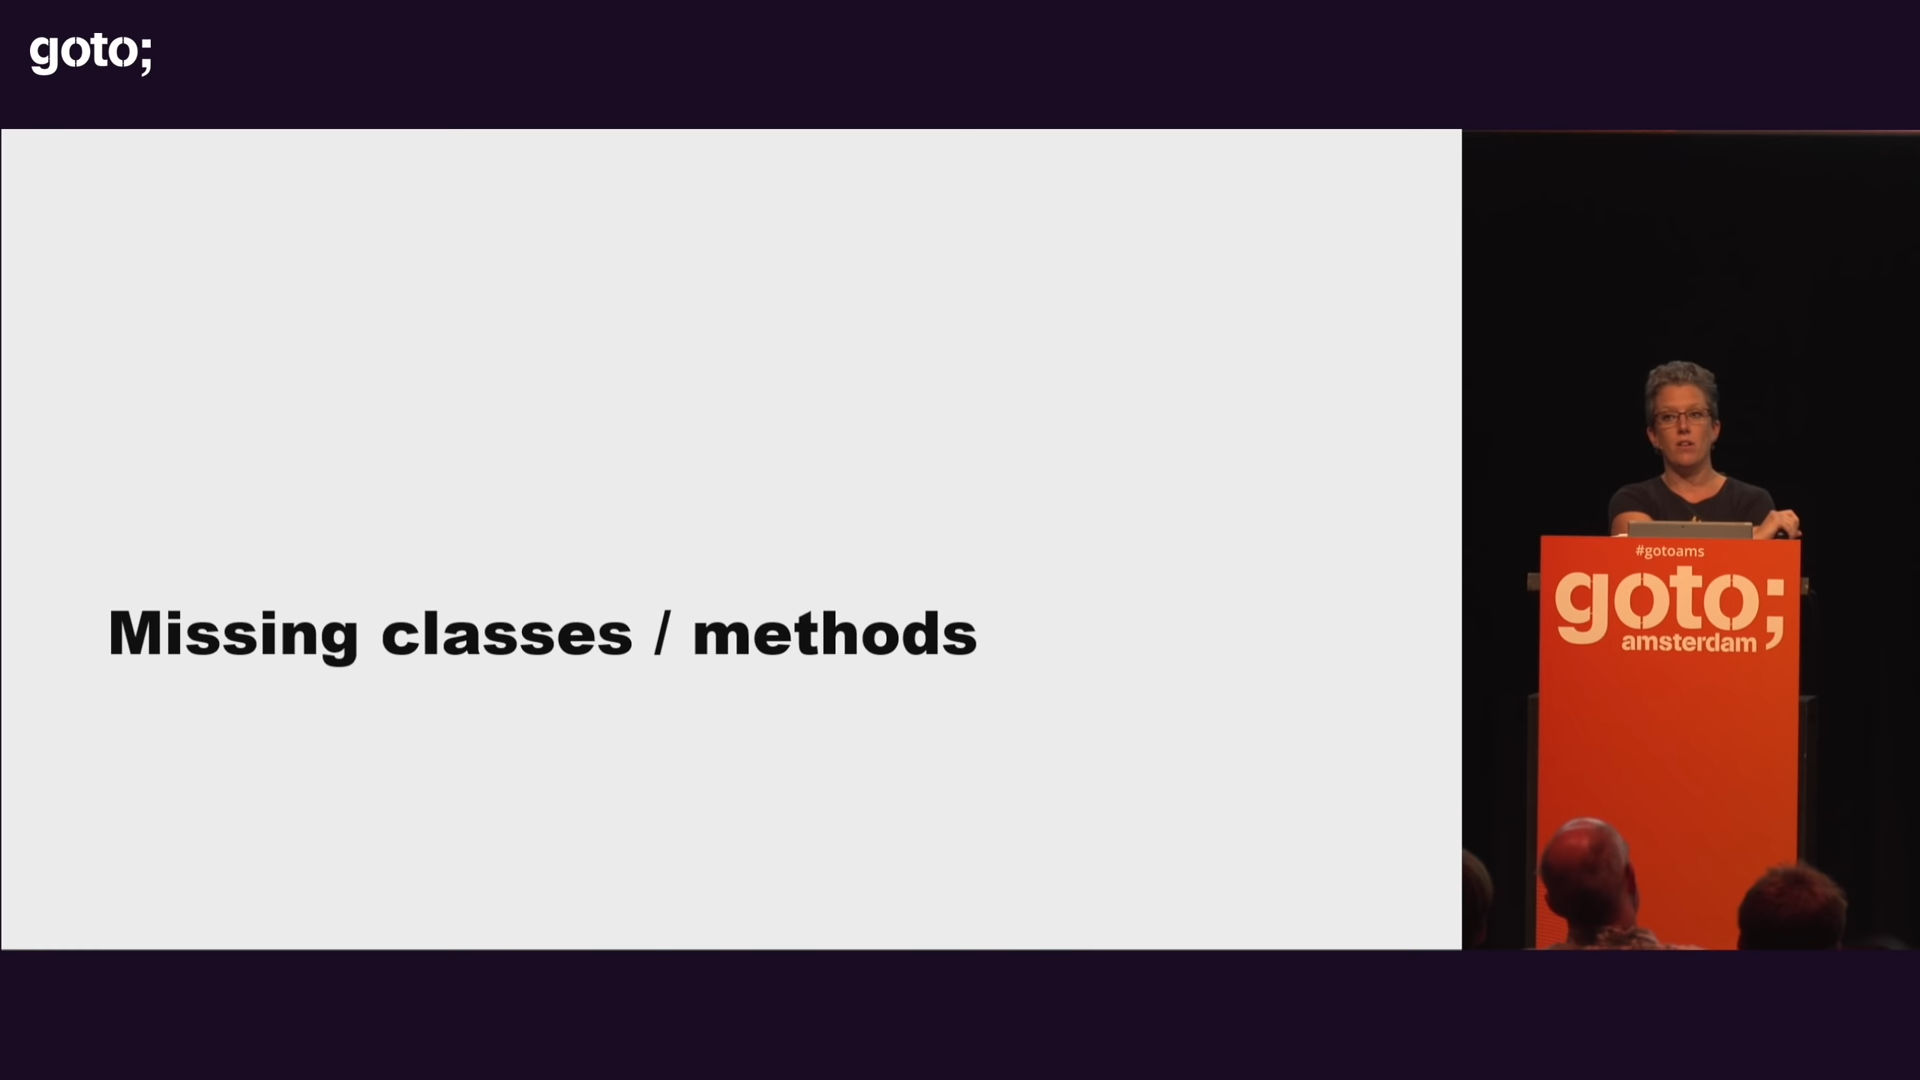 goto;
Missing classes / methods
#gotoams
goto;
amsterdam